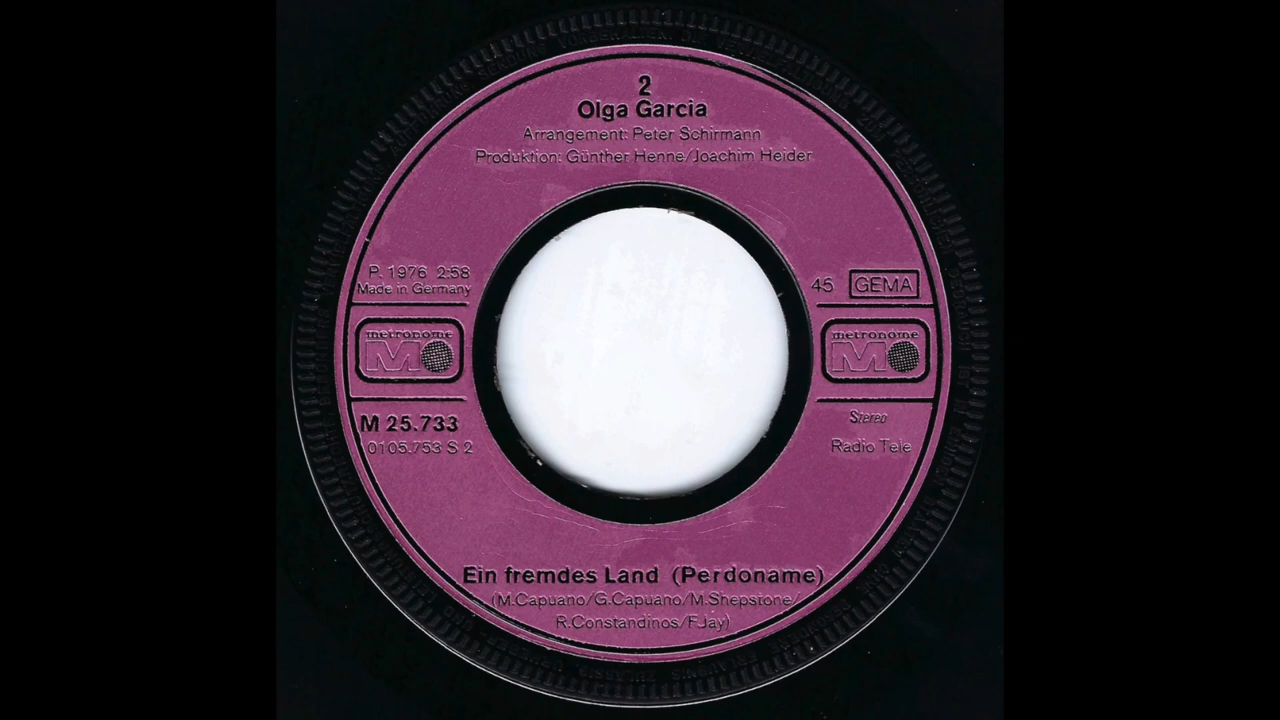 2
Olga Garcia
Arrangement: Peter Schirmann
Produktion: Günther Henne/Joachim Heider
P. 1976 2:58
Made in Germany
45 GEMA
metronome
M
metronome
M
M 25.733
0105.753 S 2
Stereo
Radio Tele
Ein fremdes Land (Perdoname)
(M.Capuano/G.Capuano/M.Shepstone/
R.Constandinos/F.Jay)